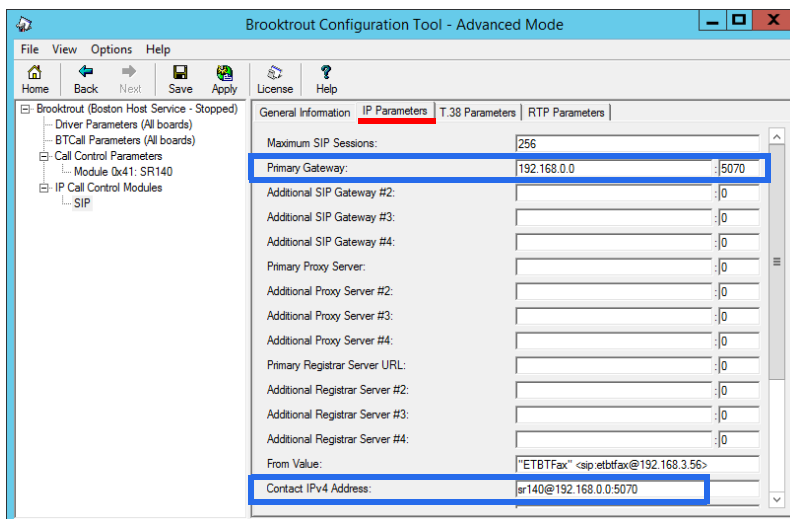 Brooktrout Configuration Tool - Advanced Mode
File View Options Help
Home Back Next Save Apply License Help
Brooktrout (Boston Host Service - Stopped)
Driver Parameters (All boards)
BTCall Parameters (All boards)
Call Control Parameters
Module 0x41: SR140
IP Call Control Modules
SIP
General Information IP Parameters T.38 Parameters RTP Parameters
Maximum SIP Sessions: 256
Primary Gateway: 192.168.0.0 :5070
Additional SIP Gateway #2: :0
Additional SIP Gateway #3: :0
Additional SIP Gateway #4: :0
Primary Proxy Server: :0
Additional Proxy Server #2: :0
Additional Proxy Server #3: :0
Additional Proxy Server #4: :0
Primary Registrar Server URL: :0
Additional Registrar Server #2: :0
Additional Registrar Server #3: :0
Additional Registrar Server #4: :0
From Value: "ETBTFax" <sip:etbtfax@192.168.3.56>
Contact IPv4 Address: sr140@192.168.0.0:5070